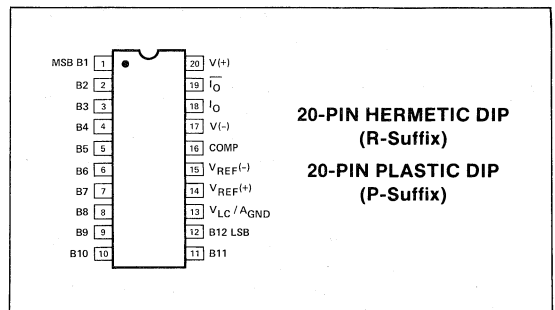 MSB B1 1 20 V(+)
B2 2 19 I̅O̅
B3 3 18 IO
B4 4 17 V(-)
B5 5 16 COMP
B6 6 15 VREF(-)
B7 7 14 VREF(+)
B8 8 13 VLC / AGND
B9 9 12 B12 LSB
B10 10 11 B11
20-PIN HERMETIC DIP
(R-Suffix)
20-PIN PLASTIC DIP
(P-Suffix)